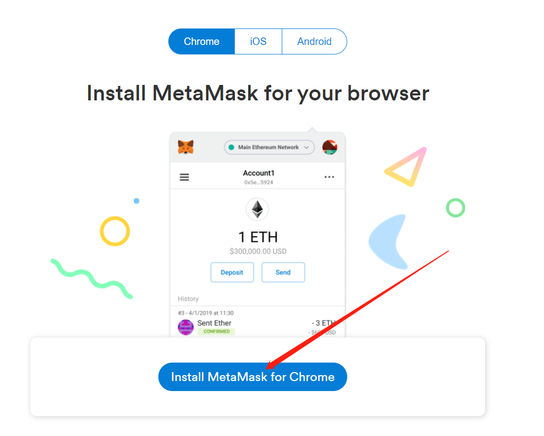 Chrome iOS Android
Install MetaMask for your browser
Main Ethereum Network
Account1
0x5e...5924
1 ETH
$300,000.00 USD
Deposit Send
History
#3 - 4/1/2019 at 11:30
Sent Ether - 3 ETH
CONFIRMED
Install MetaMask for Chrome